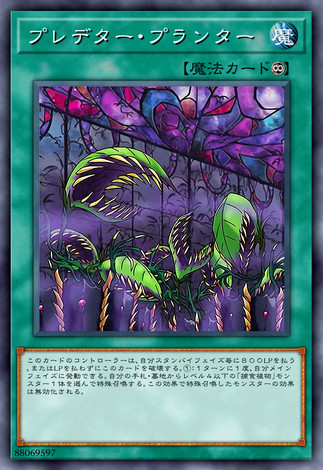 プレデター・プランター
魔
【魔法カード∞】
このカードのコントローラーは、自分スタンバイフェイズ毎に８００LPを払う。
またはLPを払わずにこのカードを破壊する。①：１ターンに１度、自分メイン
フェイズに発動できる。自分の手札・墓地からレベル４以下の「捕食植物」モン
スター１体を選んで特殊召喚する。この効果で特殊召喚したモンスターの効果
は無効化される。
88069597